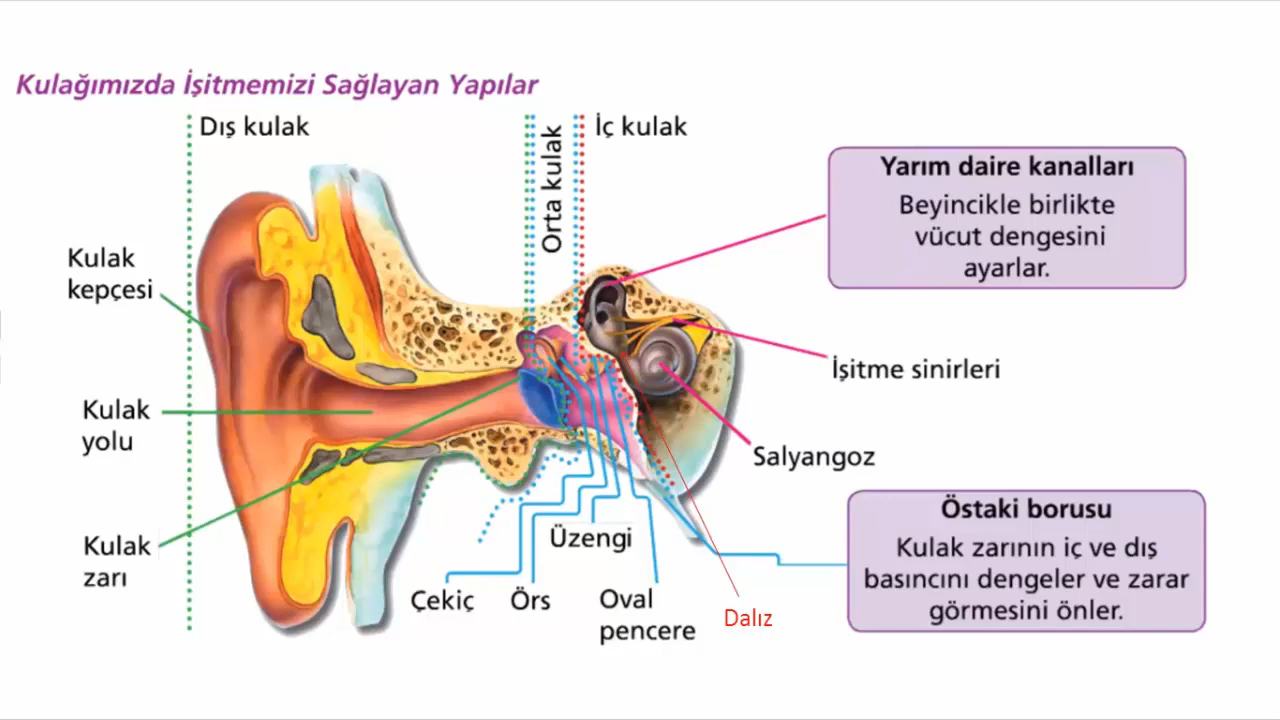 Kulağımızda İşitmemizi Sağlayan Yapılar
Dış kulak
Orta kulak
İç kulak
Yarım daire kanalları
Beyincikle birlikte
vücut dengesini
ayarlar.
Kulak
kepçesi
İşitme sinirleri
Kulak
yolu
Salyangoz
Östaki borusu
Kulak zarının iç ve dış
basıncını dengeler ve zarar
görmesini önler.
Kulak
zarı
Üzengi
Çekiç
Örs
Oval
pencere
Dalız